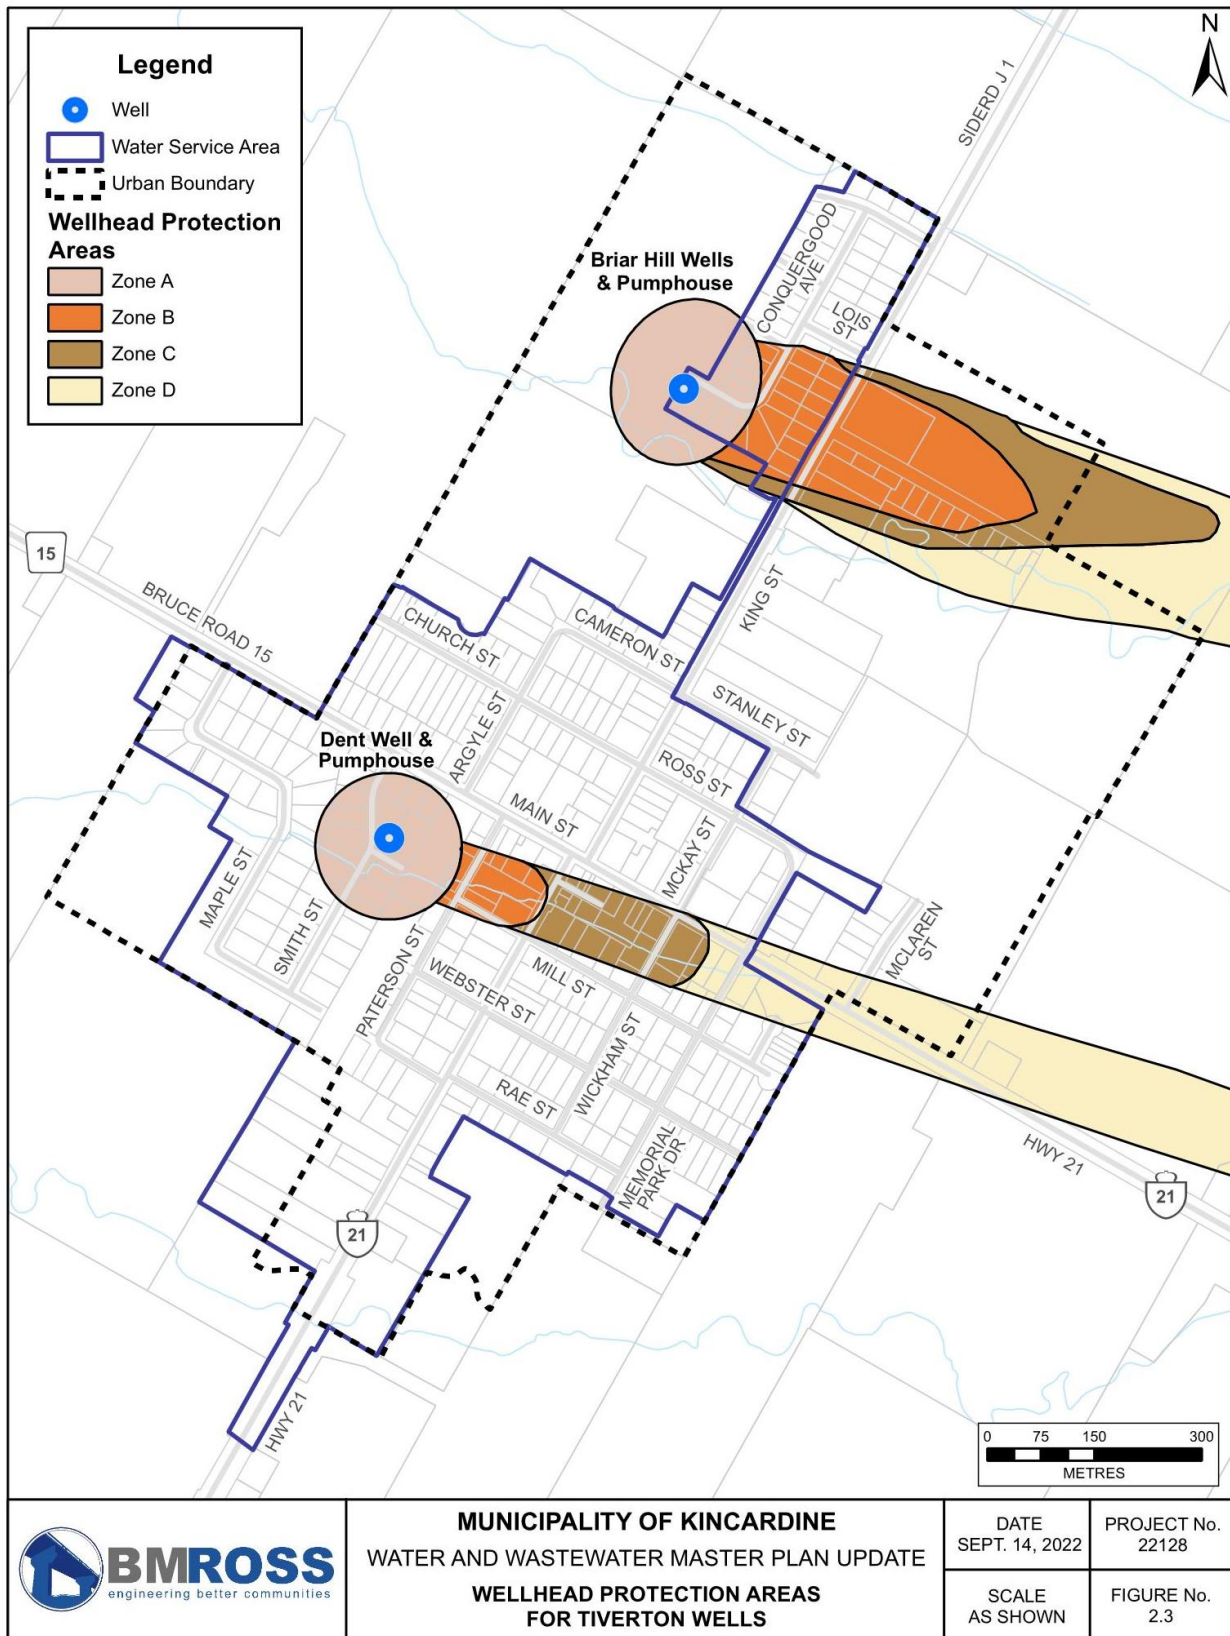 Legend
Well
Water Service Area
Urban Boundary
Wellhead Protection
Areas
Zone A
Zone B
Zone C
Zone D
N
SIDERD J 1
Briar Hill Wells
& Pumphouse
CONQUERGOOD
AVE
LOIS
ST
15
BRUCE ROAD 15
CHURCH ST
CAMERON ST
KING ST
STANLEY ST
ARGYLE ST
ROSS ST
Dent Well &
Pumphouse
MAIN ST
MCKAY ST
MAPLE ST
SMITH ST
PATERSON ST
WEBSTER ST
MILL ST
MCLAREN
ST
WICKHAM ST
RAE ST
MEMORIAL
PARK DR
HWY 21
21
21
HWY 21
0 75 150 300
METRES
BMROSS
engineering better communities
MUNICIPALITY OF KINCARDINE
WATER AND WASTEWATER MASTER PLAN UPDATE
WELLHEAD PROTECTION AREAS
FOR TIVERTON WELLS
DATE
SEPT. 14, 2022
PROJECT No.
22128
SCALE
AS SHOWN
FIGURE No.
2.3